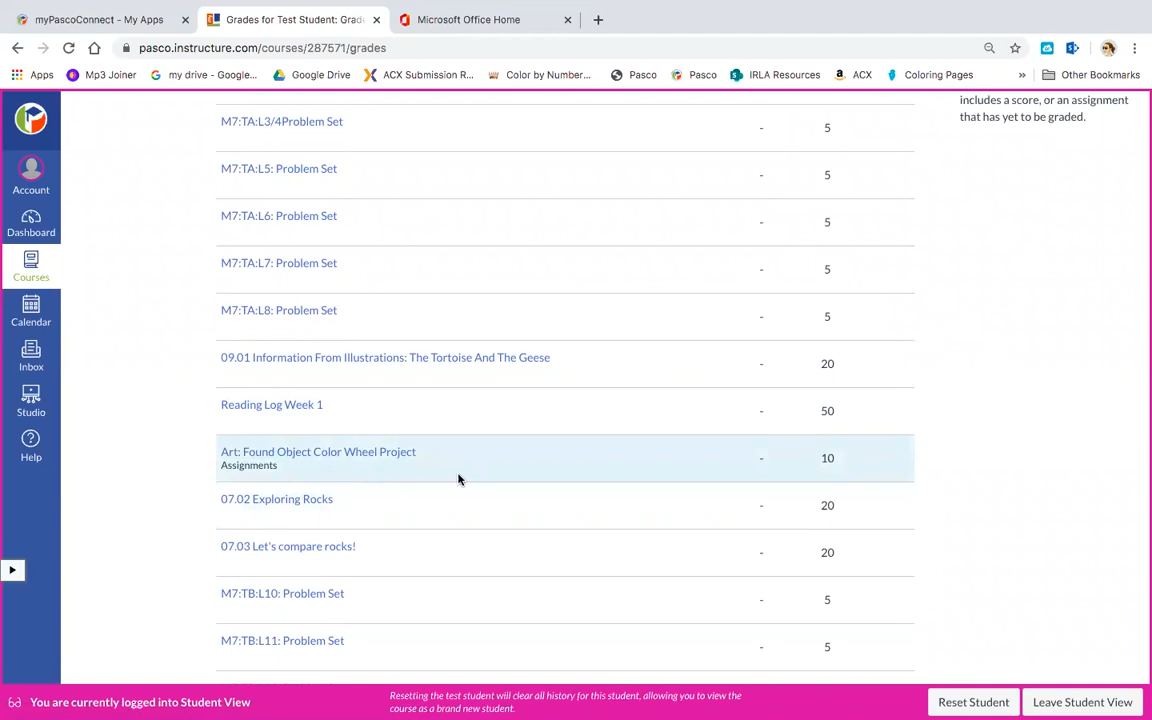 myPascoConnect - My Apps
Grades for Test Student: Grade
Microsoft Office Home
pasco.instructure.com/courses/287571/grades
Apps
Mp3 Joiner
my drive - Google...
Google Drive
ACX Submission R...
Color by Number...
Pasco
Pasco
IRLA Resources
ACX
Coloring Pages
»
Other Bookmarks
includes a score, or an assignment
that has yet to be graded.
Account
Dashboard
Courses
Calendar
Inbox
Studio
Help
M7:TA:L3/4Problem Set - 5
M7:TA:L5: Problem Set - 5
M7:TA:L6: Problem Set - 5
M7:TA:L7: Problem Set - 5
M7:TA:L8: Problem Set - 5
09.01 Information From Illustrations: The Tortoise And The Geese - 20
Reading Log Week 1 - 50
Art: Found Object Color Wheel Project - 10
Assignments
07.02 Exploring Rocks - 20
07.03 Let's compare rocks! - 20
M7:TB:L10: Problem Set - 5
M7:TB:L11: Problem Set - 5
You are currently logged into Student View
Resetting the test student will clear all history for this student, allowing you to view the
course as a brand new student.
Reset Student
Leave Student View